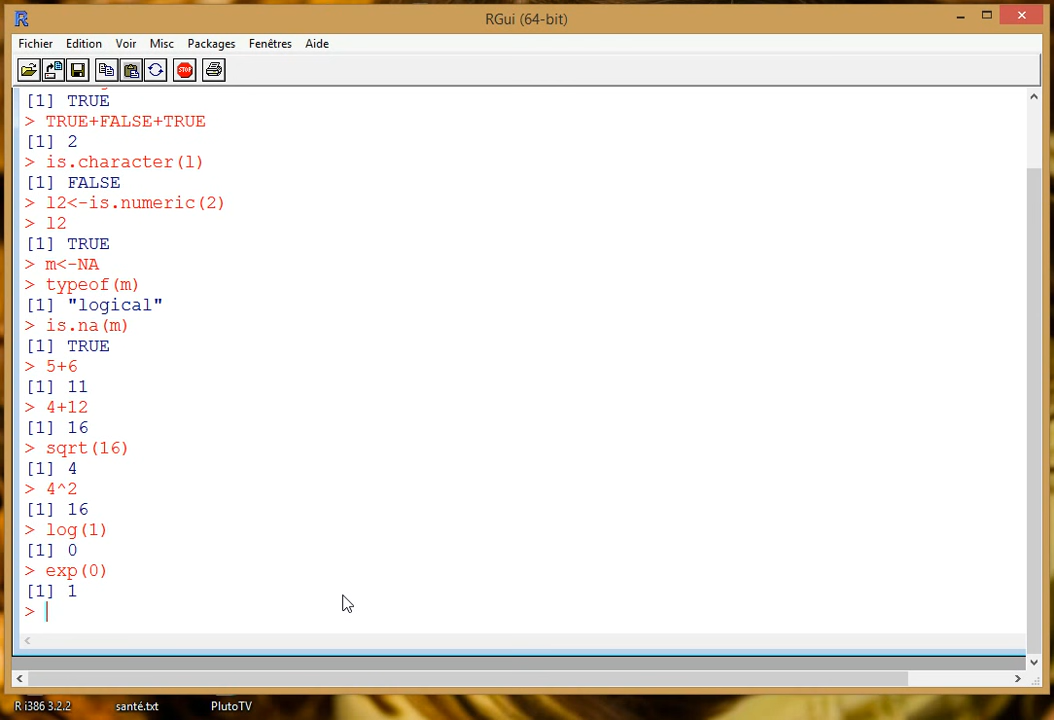 RGui (64-bit)
Fichier Edition Voir Misc Packages Fenêtres Aide
STOP
[1] TRUE
> TRUE+FALSE+TRUE
[1] 2
> is.character(l)
[1] FALSE
> l2<-is.numeric(2)
> l2
[1] TRUE
> m<-NA
> typeof(m)
[1] "logical"
> is.na(m)
[1] TRUE
> 5+6
[1] 11
> 4+12
[1] 16
> sqrt(16)
[1] 4
> 4^2
[1] 16
> log(1)
[1] 0
> exp(0)
[1] 1
>
R i386 3.2.2 santé.txt PlutoTV